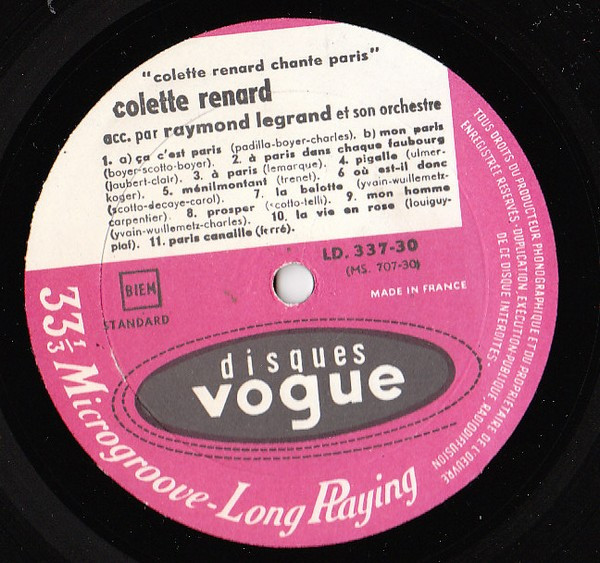 "colette renard chante paris"
colette renard
acc. par raymond legrand et son orchestre
1. a) ça c'est paris (padilla-boyer-charles). b) mon paris
(boyer-scotto-boyer). 2. à paris dans chaque faubourg
(jaubert-clair). 3. à paris (lemarque). 4. pigalle (ulmer-
koger). 5. ménilmontant (trenet). 6 où est-il donc
(scotto-decaye-carol). 7. la belote (yvain-wuillemetz-
carpentier). 8. prosper (scotto-telli). 9. mon homme
(yvain-wuillemetz-charles). 10. la vie en rose (louiguy-
piaf). 11. paris canaille (ferré).
LD. 337-30
(MS. 707-30)
BIEM
STANDARD
MADE IN FRANCE
disques
vogue
33 1/3 Microgroove-Long Playing
TOUS DROITS DU PRODUCTEUR PHONOGRAPHIQUE ET DU PROPRIÉTAIRE DE L'OEUVRE
ENREGISTRÉE RÉSERVÉS - DUPLICATION, EXÉCUTION PUBLIQUE, RADIODIFFUSION
DE CE DISQUE INTERDITES